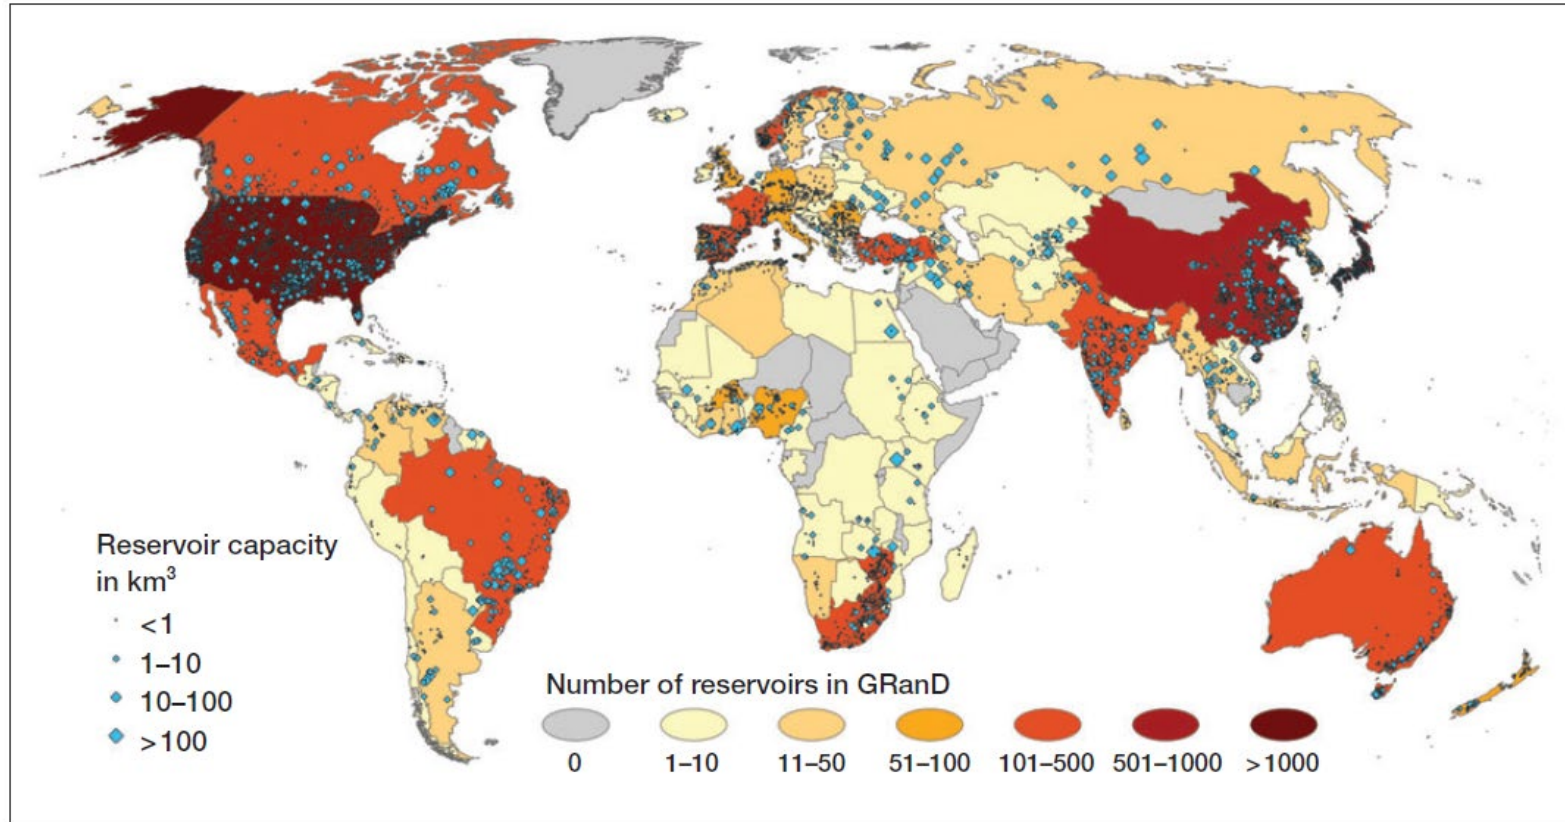 Reservoir capacity
in km³
<1
1–10
10–100
>100
Number of reservoirs in GRanD
0 1–10 11–50 51–100 101–500 501–1000 >1000